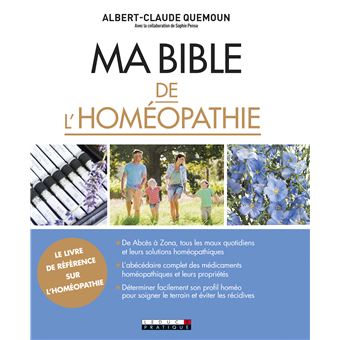 ALBERT-CLAUDE QUEMOUN
Avec la collaboration de Sophie Pensa
MA BIBLE
DE
L'HOMÉOPATHIE
LE LIVRE
DE RÉFÉRENCE
SUR
L'HOMÉOPATHIE
De Abcès à Zona, tous les maux quotidiens
et leurs solutions homéopathiques
L'abécédaire complet des médicaments
homéopathiques et leurs propriétés
Déterminer facilement son profil homéo
pour soigner le terrain et éviter les récidives
LEDUC.S
PRATIQUE